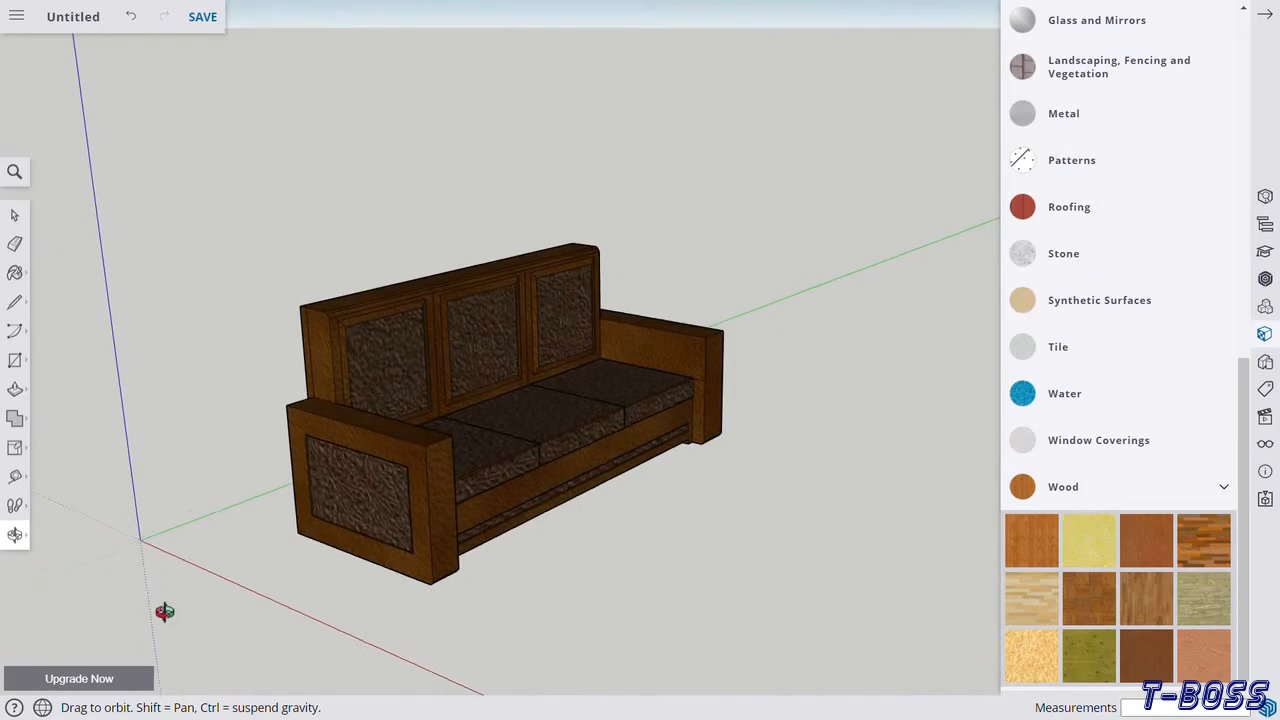 Untitled
SAVE
Glass and Mirrors
Landscaping, Fencing and
Vegetation
Metal
Patterns
Roofing
Stone
Synthetic Surfaces
Tile
Water
Window Coverings
Wood
Upgrade Now
Drag to orbit. Shift = Pan, Ctrl = suspend gravity.
Measurements
T-BOSS